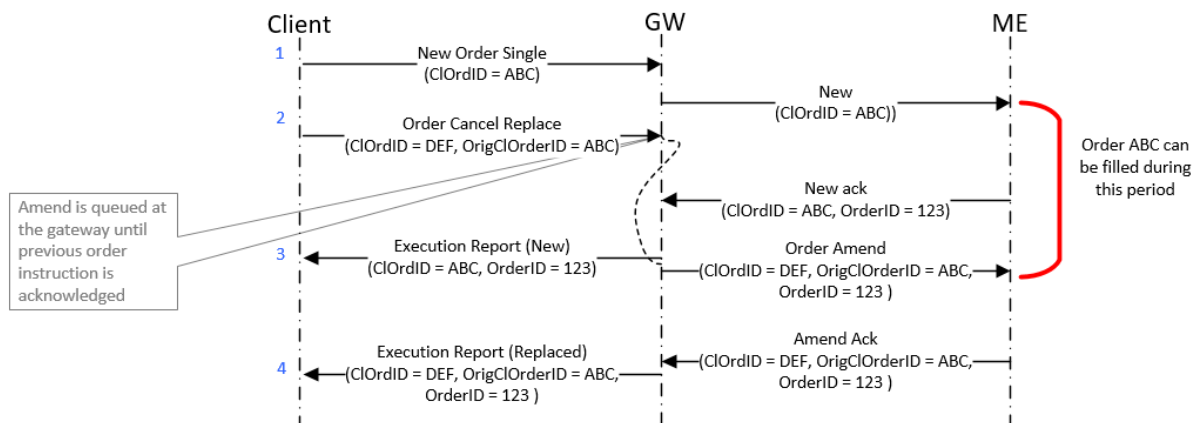 Client
GW
ME
1
New Order Single
(ClOrdID = ABC)
New
(ClOrdID = ABC))
2
Order Cancel Replace
(ClOrdID = DEF, OrigClOrderID = ABC)
Order ABC can
be filled during
this period
Amend is queued at
the gateway until
previous order
instruction is
acknowledged
New ack
(ClOrdID = ABC, OrderID = 123)
3
Execution Report (New)
(ClOrdID = ABC, OrderID = 123)
Order Amend
(ClOrdID = DEF, OrigClOrderID = ABC,
OrderID = 123 )
Amend Ack
(ClOrdID = DEF, OrigClOrderID = ABC,
OrderID = 123 )
4
Execution Report (Replaced)
(ClOrdID = DEF, OrigClOrderID = ABC,
OrderID = 123 )